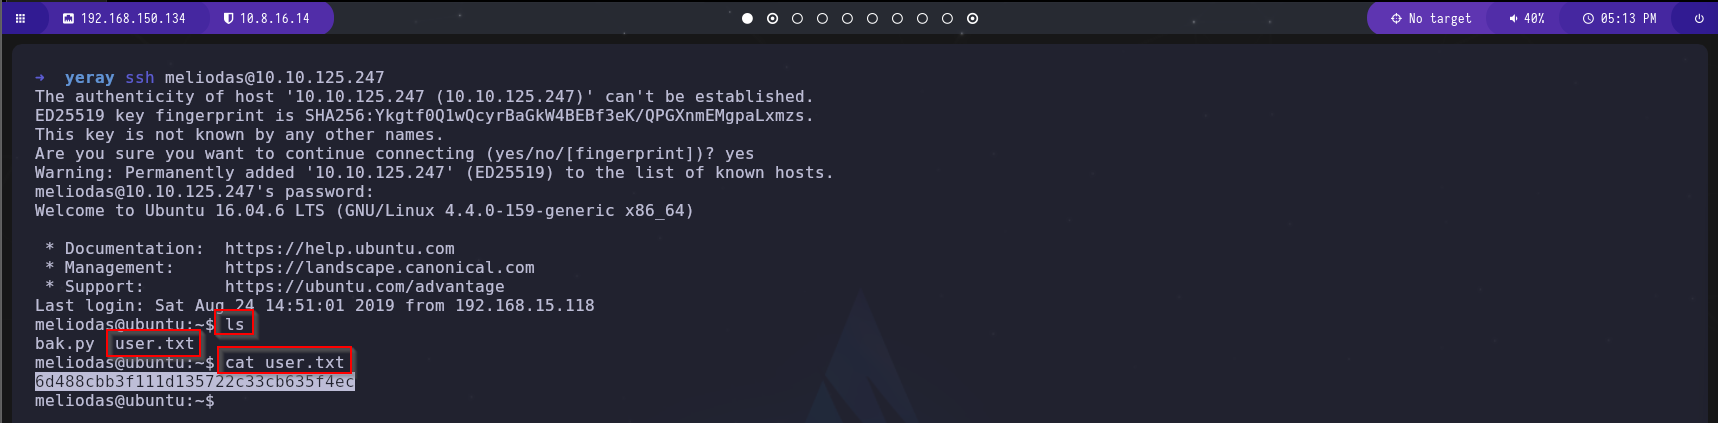 192.168.150.134 10.8.16.14 No target 40% 05:13 PM
→ yeray ssh meliodas@10.10.125.247
The authenticity of host '10.10.125.247 (10.10.125.247)' can't be established.
ED25519 key fingerprint is SHA256:Ykgtf0Q1wQcyrBaGkW4BEBf3eK/QPGXnmEMgpaLxmzs.
This key is not known by any other names.
Are you sure you want to continue connecting (yes/no/[fingerprint])? yes
Warning: Permanently added '10.10.125.247' (ED25519) to the list of known hosts.
meliodas@10.10.125.247's password:
Welcome to Ubuntu 16.04.6 LTS (GNU/Linux 4.4.0-159-generic x86_64)
* Documentation: https://help.ubuntu.com
* Management: https://landscape.canonical.com
* Support: https://ubuntu.com/advantage
Last login: Sat Aug 24 14:51:01 2019 from 192.168.15.118
meliodas@ubuntu:~$ ls
bak.py user.txt
meliodas@ubuntu:~$ cat user.txt
6d488cbb3f111d135722c33cb635f4ec
meliodas@ubuntu:~$